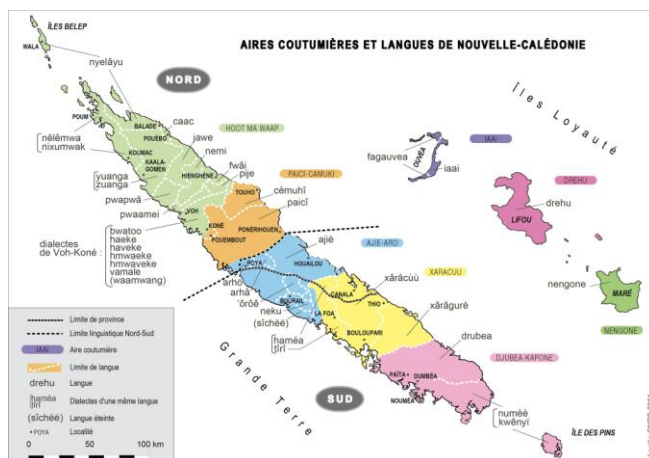 AIRES COUTUMIÈRES ET LANGUES DE NOUVELLE-CALÉDONIE
ÎLES BELEP
WALA
nyelâyu
NORD
POUM
BALADE
caac
POUÉBO
jawe
nemi
HOOT MA WAAP
nêlêmwa
nixumwak
KOUMAC
KAALA-
GOMEN
HIENGHÈNE
fwâi
pije
yuanga
zuanga
pwapwâ
pwaamei
VOH
TOUHO
PAICI-CAMUKI
cèmuhî
paicî
dialectes
de Voh-Koné
bwatoo
haeke
haveke
hmwaeke
hmwaveke
vamale
(waamwang)
KONÉ
POUEMBOUT
PONÉRIHOUEN
ajië
AJIË-ARO
POYA
HOUAILOU
arhö
arhâ
'ôrôê
BOURAIL
neku
(sîchëë)
LA FOA
haméa
tîrî
CANALA
xârâcùù
XARACUU
THIO
xârâgurè
BOULOUPARI
drubea
DJUBEA-KAPONE
PAÏTA
DUMBÉA
NOUMÉA
numèè
kwênyï
ÎLE DES PINS
Grande Terre
SUD
Îles Loyauté
OUVÉA
fagauvea
iaai
IAAI
DREHU
LIFOU
drehu
nengone
MARÉ
NENGONE
Limite de province
Limite linguistique Nord-Sud
IAAI
Aire coutumière
Limite de langue
drehu
Langue
haméa
tîrî
Dialectes d'une même langue
(sîchëë)
Langue éteinte
POYA
Localité
0
50
100 km